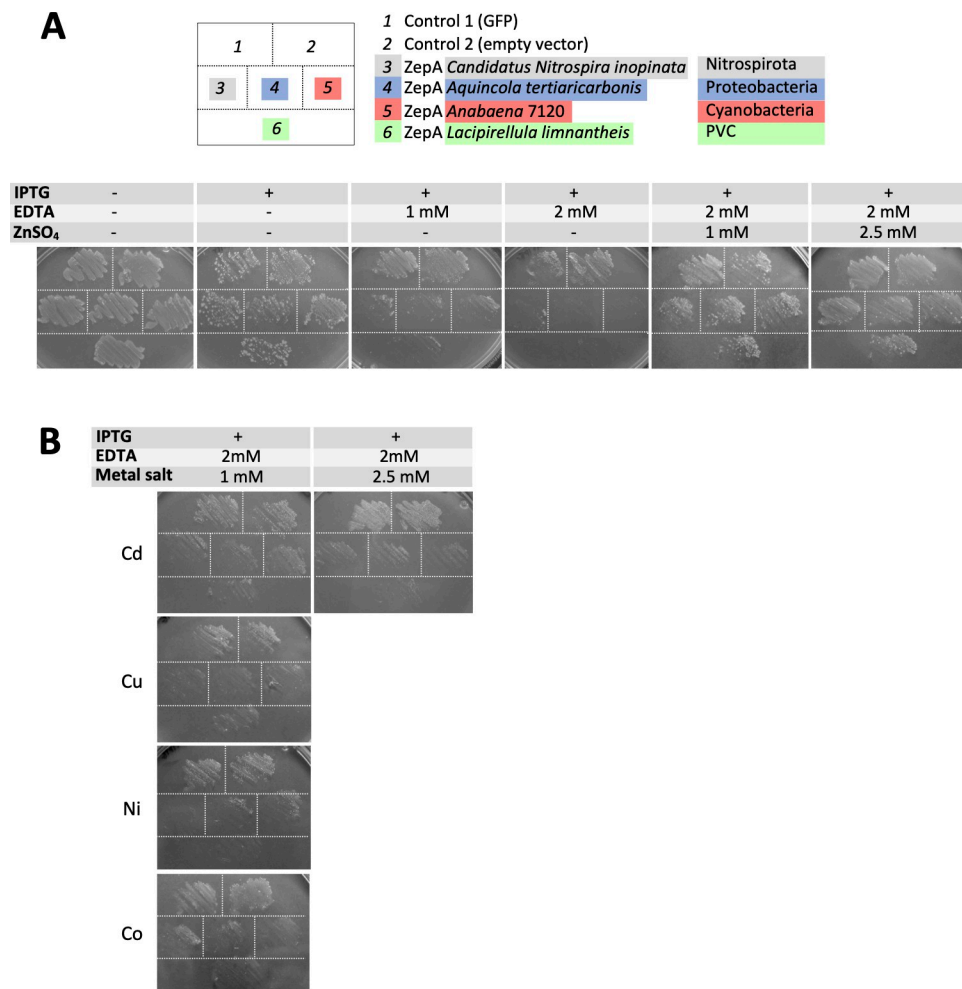 A
1 2
3 4 5
6
1 Control 1 (GFP)
2 Control 2 (empty vector)
3 ZepA Candidatus Nitrospira inopinata Nitrospirota
4 ZepA Aquincola tertiaricarbonis Proteobacteria
5 ZepA Anabaena 7120 Cyanobacteria
6 ZepA Lacipirellula limnantheis PVC
IPTG - + + + + +
EDTA - - 1 mM 2 mM 2 mM 2 mM
ZnSO₄ - - - - 1 mM 2.5 mM
B
IPTG + +
EDTA 2mM 2mM
Metal salt 1 mM 2.5 mM
Cd
Cu
Ni
Co